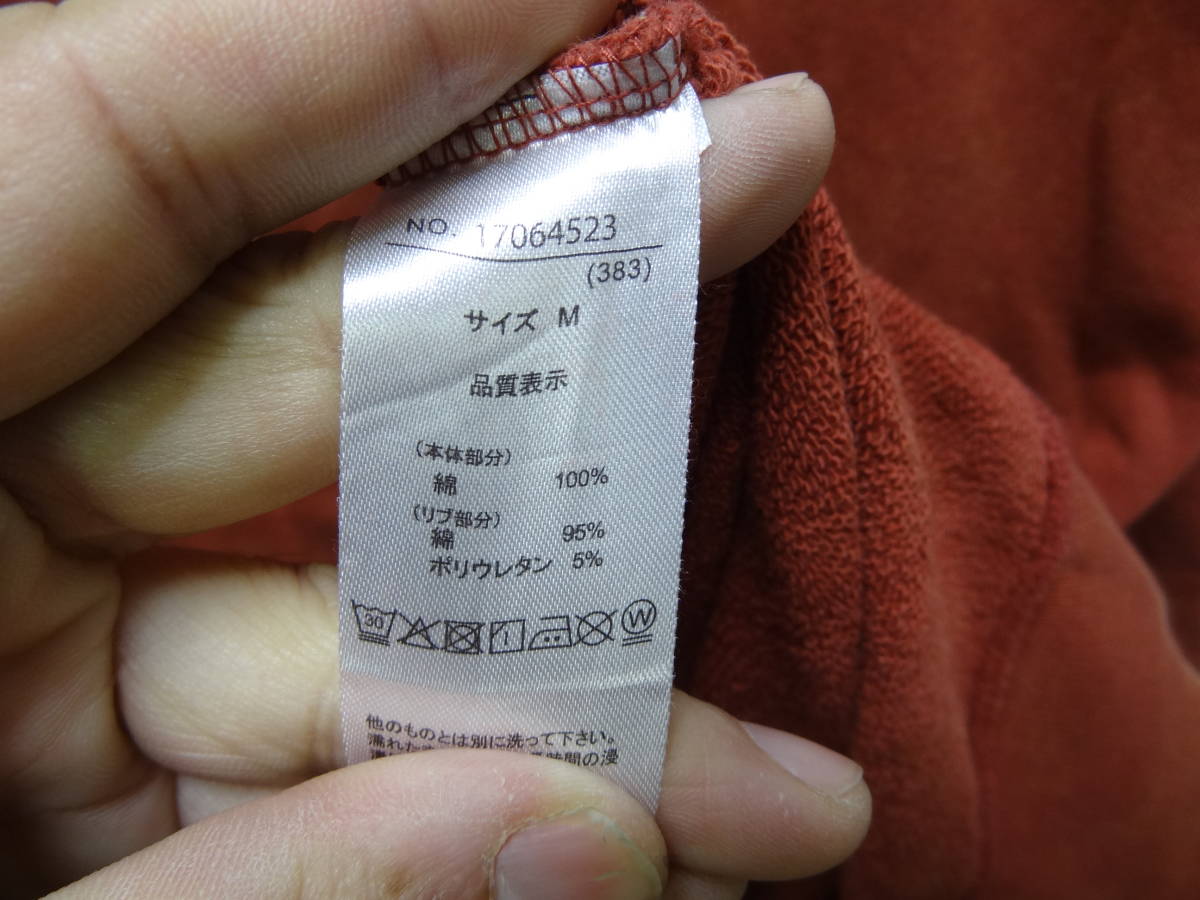 NO. 17064523
(383)
サイズ M
品質表示
(本体部分)
綿 100%
(リブ部分)
綿 95%
ポリウレタン 5%
30 W
他のものとは別に洗って下さい。
濡れた
時間の浸